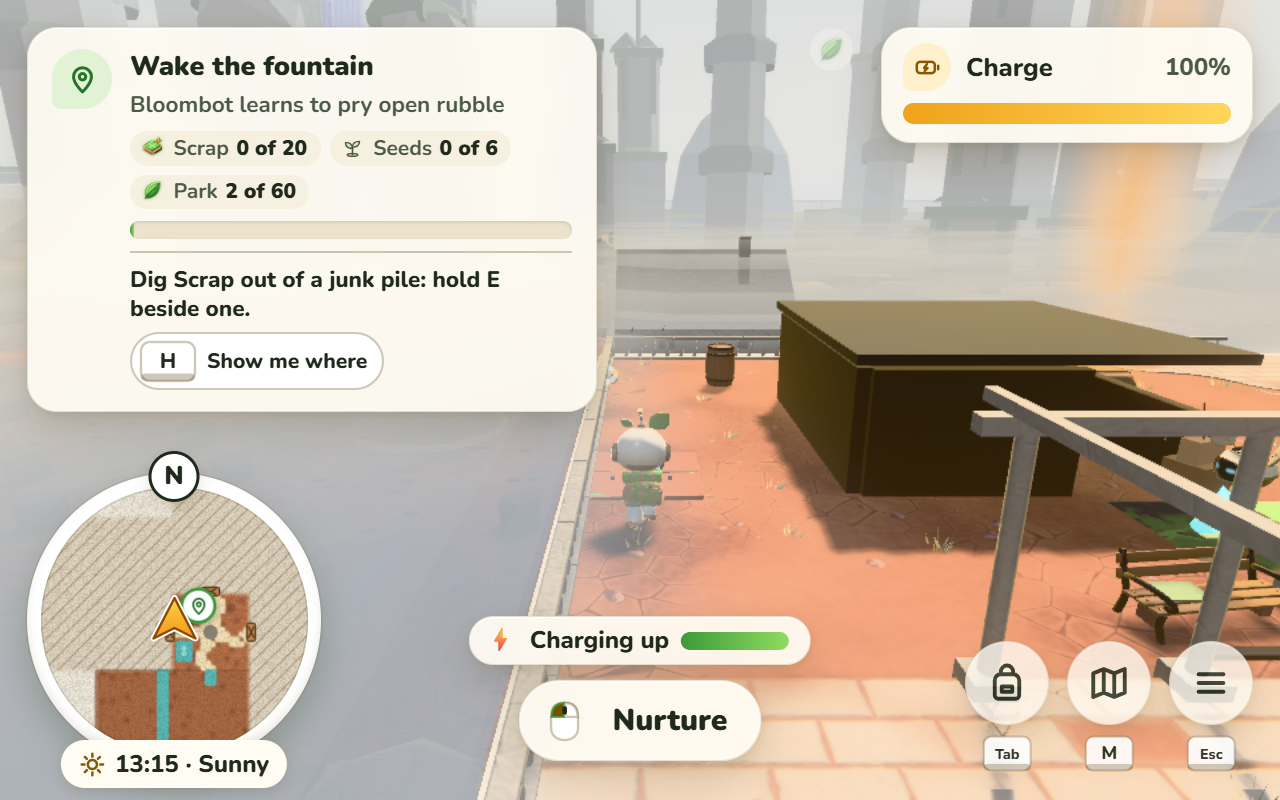 Wake the fountain
Bloombot learns to pry open rubble
Scrap 0 of 20
Seeds 0 of 6
Park 2 of 60
Dig Scrap out of a junk pile: hold E
beside one.
H Show me where
Charge 100%
N
13:15 · Sunny
Charging up
Nurture
Tab
M
Esc